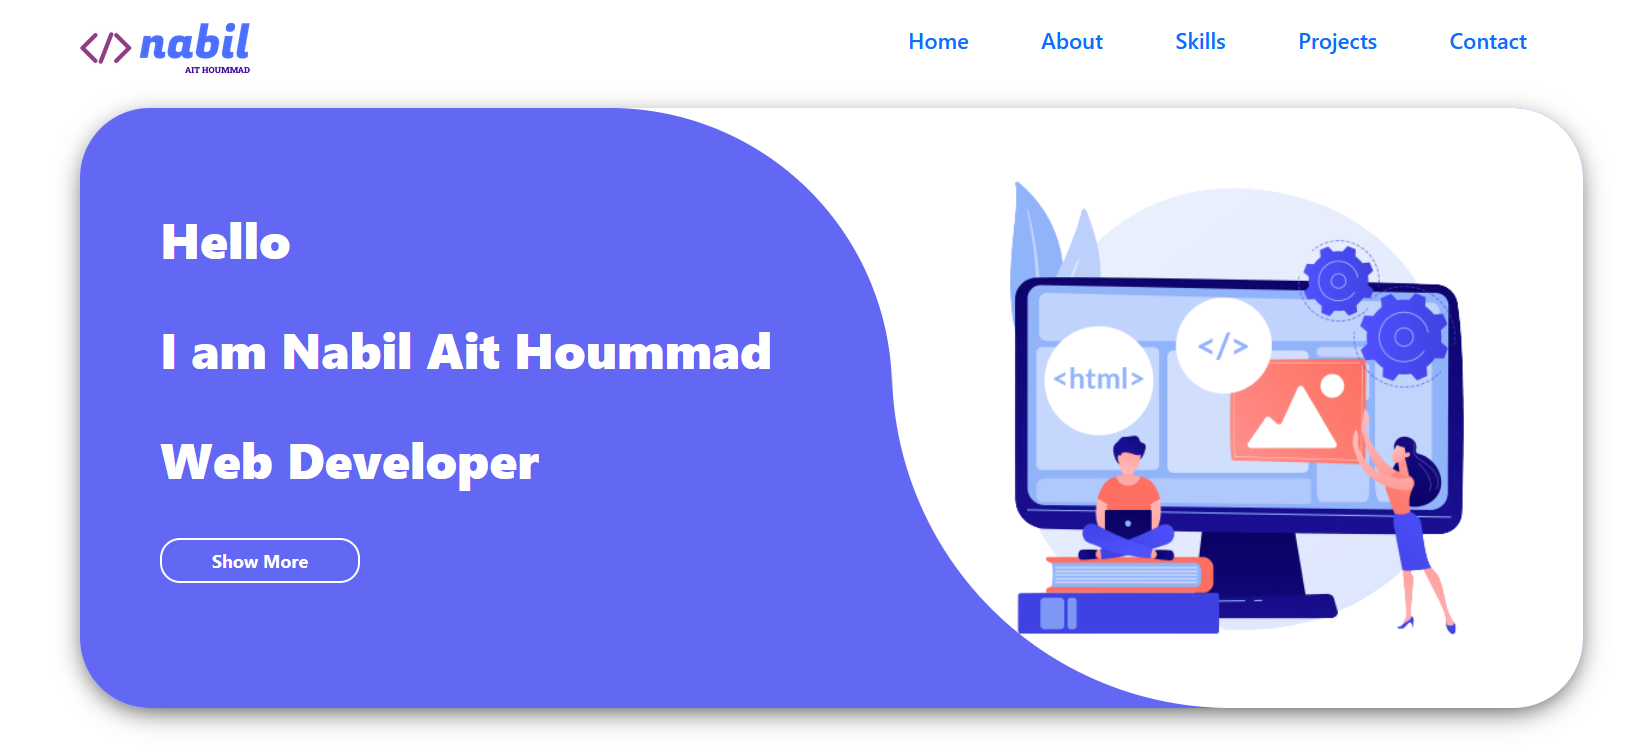 </> nabil
AIT HOUMMAD
Home About Skills Projects Contact
Hello
I am Nabil Ait Hoummad
Web Developer
Show More
</>
<html>